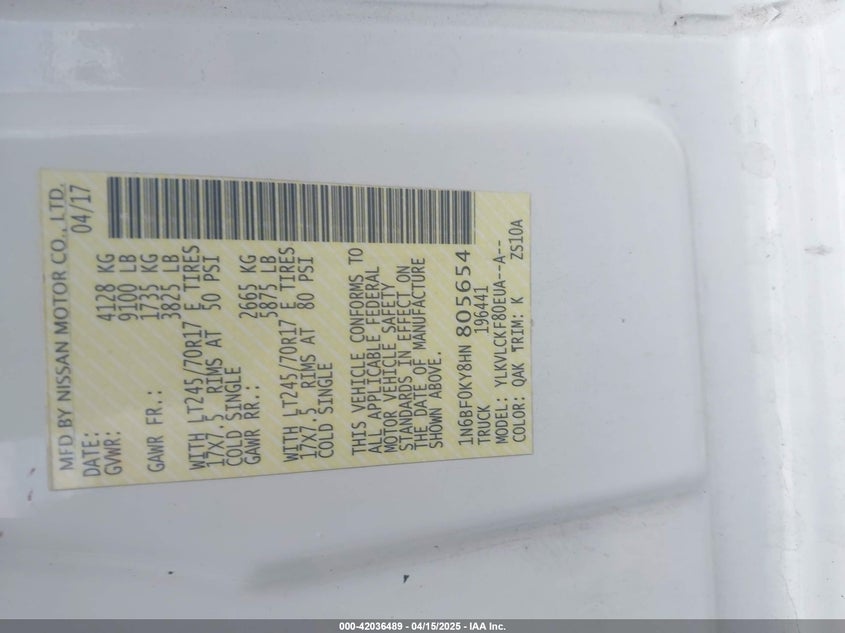 MFD BY NISSAN MOTOR CO., LTD.
DATE: 04/17
GVWR: 4128 KG
9100 LB
GAWR FR.: 1735 KG
3825 LB
WITH LT245/70R17 E TIRES
17X7.5 RIMS AT 50 PSI
COLD SINGLE
GAWR RR.: 2665 KG
5875 LB
WITH LT245/70R17 E TIRES
17X7.5 RIMS AT 80 PSI
COLD SINGLE
THIS VEHICLE CONFORMS TO
ALL APPLICABLE FEDERAL
MOTOR VEHICLE SAFETY
STANDARDS IN EFFECT ON
THE DATE OF MANUFACTURE
SHOWN ABOVE.
1N6BF0KY8HN 805654
TRUCK 196441
MODEL: YLKVLCKF80EUA--A--
COLOR: QAK TRIM: K ZS10A
000-42036489 - 04/15/2025 - IAA Inc.